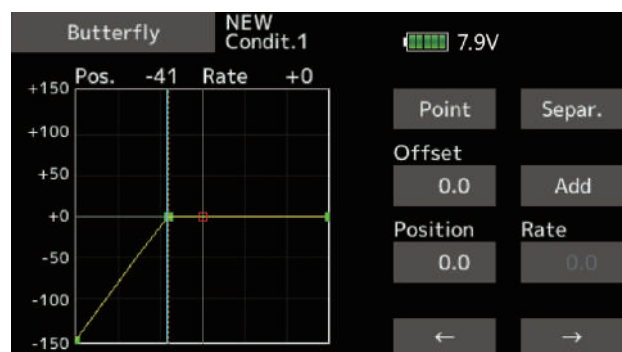 Butterfly
NEW
Condit.1
7.9V
Pos. -41 Rate +0
+150
+100
+50
+0
-50
-100
-150
Point Separ.
Offset
0.0 Add
Position Rate
0.0 0.0
← →